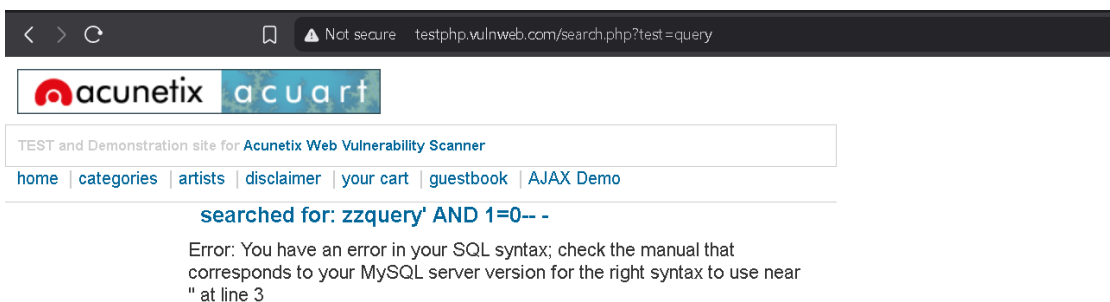 Not secure testphp.vulnweb.com/search.php?test=query
acunetix acuart
TEST and Demonstration site for Acunetix Web Vulnerability Scanner
home | categories | artists | disclaimer | your cart | guestbook | AJAX Demo
searched for: zzquery' AND 1=0-- -
Error: You have an error in your SQL syntax; check the manual that
corresponds to your MySQL server version for the right syntax to use near
'' at line 3